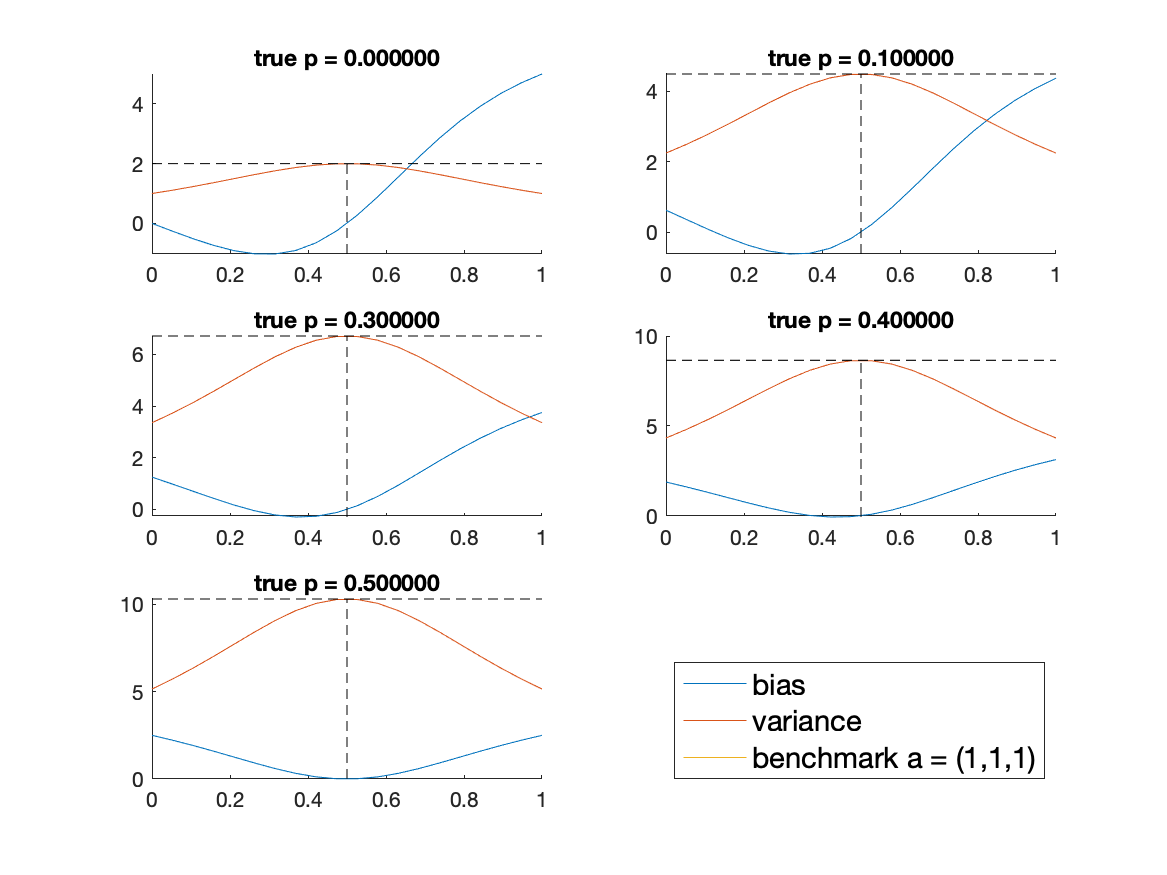 true p = 0.000000
4
2
0
0 0.2 0.4 0.6 0.8 1
true p = 0.100000
4
2
0
0 0.2 0.4 0.6 0.8 1
true p = 0.300000
6
4
2
0
0 0.2 0.4 0.6 0.8 1
true p = 0.400000
10
5
0
0 0.2 0.4 0.6 0.8 1
true p = 0.500000
10
5
0
0 0.2 0.4 0.6 0.8 1
bias
variance
benchmark a = (1,1,1)